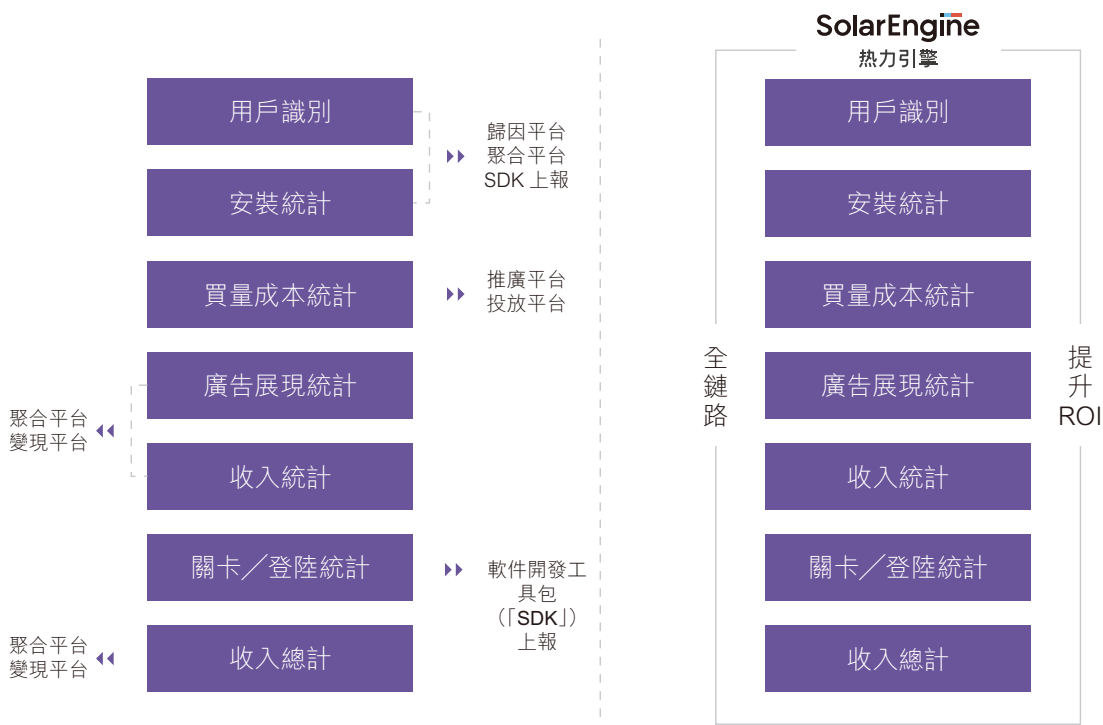 用戶識別
安裝統計
歸因平台
聚合平台
SDK 上報
買量成本統計
推廣平台
投放平台
廣告展現統計
收入統計
聚合平台
變現平台
關卡／登陸統計
軟件開發工
具包
(「SDK」)
上報
收入總計
聚合平台
變現平台
SolarEngine
热力引擎
用戶識別
安裝統計
買量成本統計
廣告展現統計
收入統計
關卡／登陸統計
收入總計
全
鏈
路
提
升
ROI